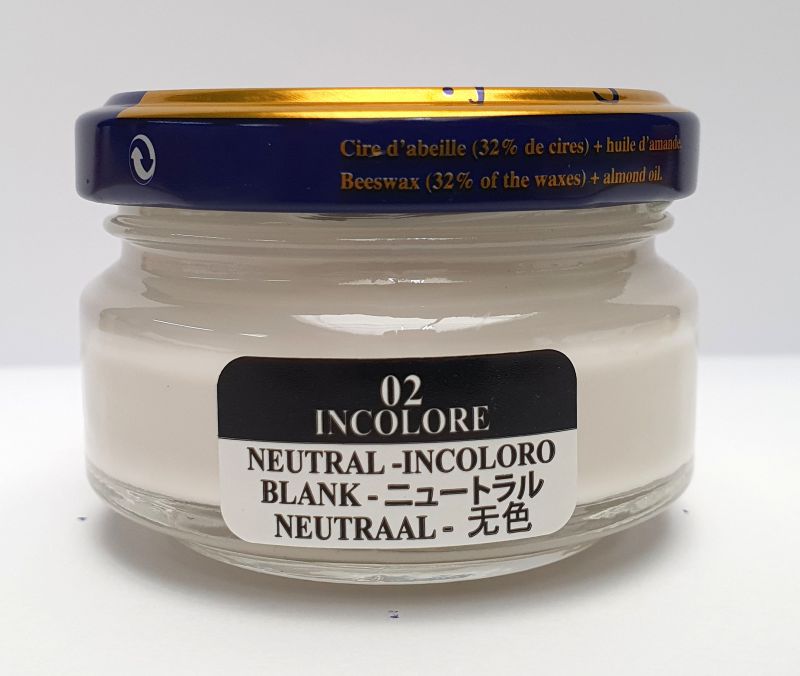 Cire d'abeille (32% de cires) + huile d'amande.
Beeswax (32% of the waxes) + almond oil.
02
INCOLORE
NEUTRAL -INCOLORO
BLANK - ニュートラル
NEUTRAAL - 无色